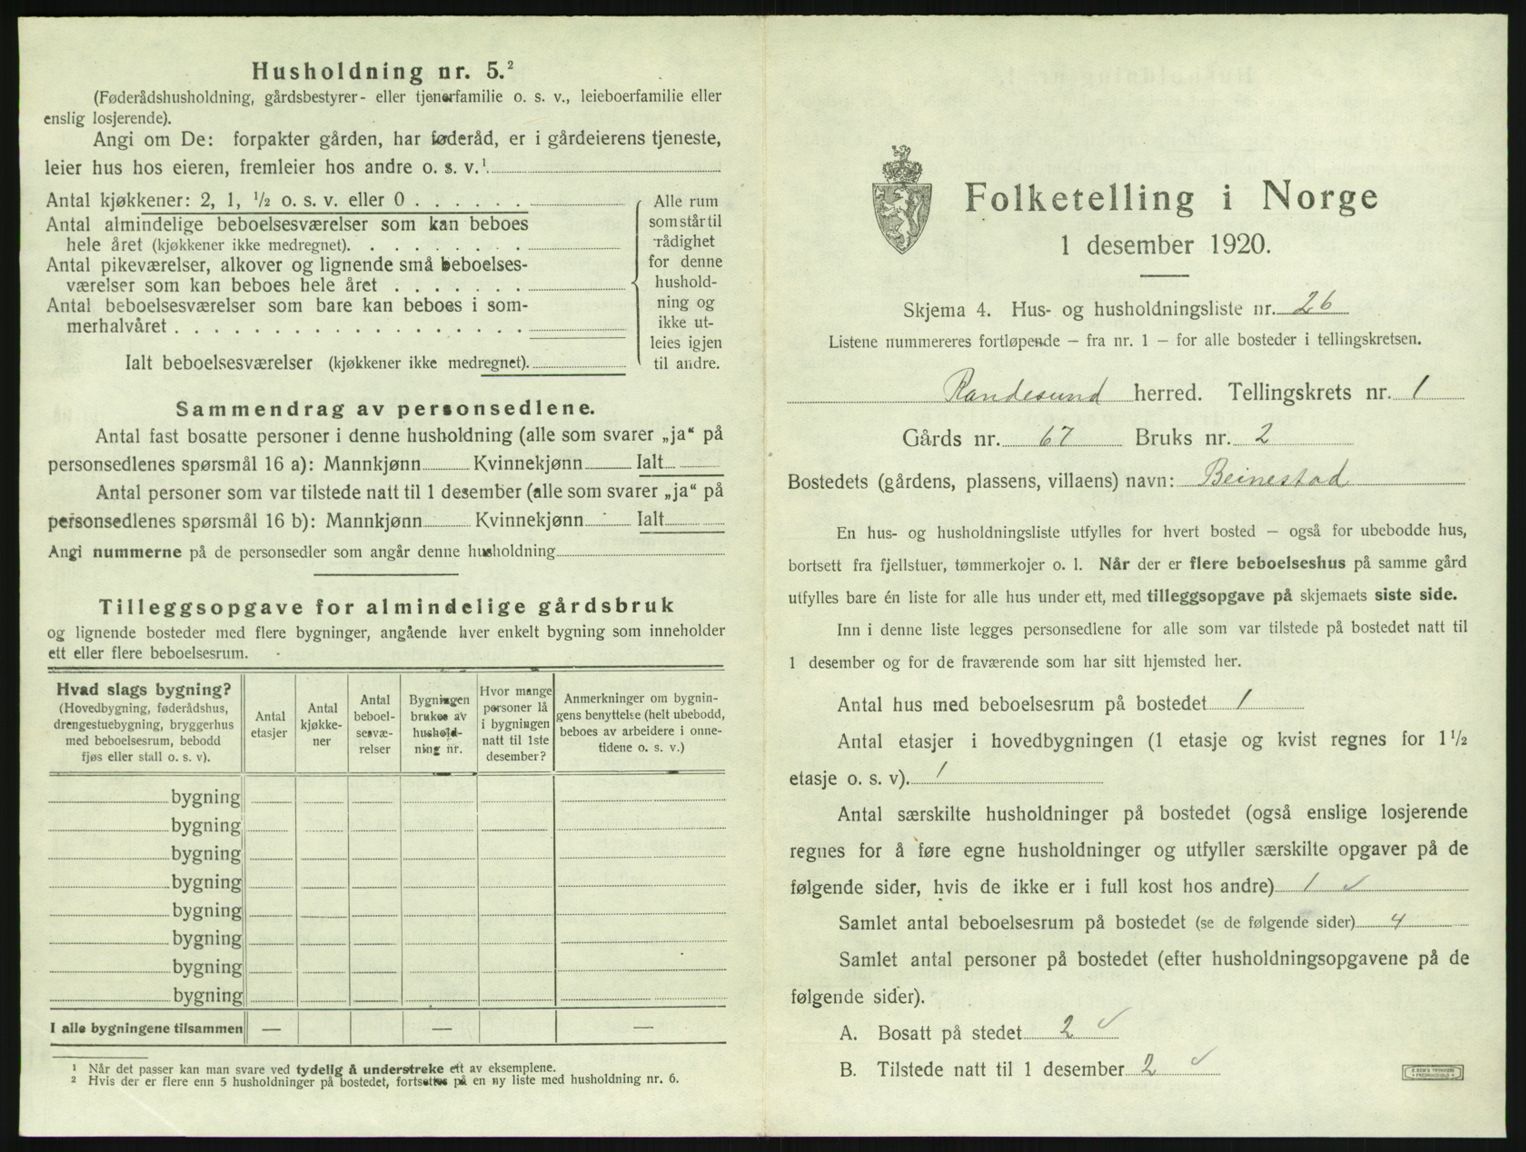 Husholdning nr. 5.²
(Føderådshusholdning, gårdsbestyrer- eller tjenerfamilie o. s. v., leieboerfamilie eller
enslig losjerende).
Angi om De: forpakter gården, har føderåd, er i gårdeierens tjeneste,
leier hus hos eieren, fremleier hos andre o. s. v.¹
Antal kjøkkener: 2, 1, ½ o. s. v. eller 0
Antal almindelige beboelsesværelser som kan beboes
hele året (kjøkkener ikke medregnet).
Antal pikeværelser, alkover og lignende små beboelses-
værelser som kan beboes hele året
Antal beboelsesværelser som bare kan beboes i som-
merhalvåret
Ialt beboelsesværelser (kjøkkener ikke medregnet).
Alle rum
som står til
rådighet
for denne
hushold-
ning og
ikke ut-
leies igjen
til andre.
Sammendrag av personsedlene.
Antal fast bosatte personer i denne husholdning (alle som svarer „ja“ på
personsedlenes spørsmål 16 a): Mannkjønn Kvinnekjønn Ialt
Antal personer som var tilstede natt til 1 desember (alle som svarer „ja“ på
personsedlenes spørsmål 16 b): Mannkjønn Kvinnekjønn Ialt
Angi nummerne på de personsedler som angår denne husholdning
Tilleggsopgave for almindelige gårdsbruk
og lignende bosteder med flere bygninger, angående hver enkelt bygning som inneholder
ett eller flere beboelsesrum.
Hvad slags bygning?
(Hovedbygning, føderådshus,
drengestuebygning, bryggerhus
med beboelsesrum, bebodd
fjøs eller stall o. s. v).
Antal
etasjer
Antal
kjøkke-
ner
Antal
beboel-
sesvæ-
relser
Bygningen
brukes av
hushold-
ning nr.
Hvor mange
personer lå
i bygningen
natt til 1ste
desember?
Anmerkninger om bygnin-
gens benyttelse (helt ubebodd,
beboes av arbeidere i onne-
tidene o. s. v.)
bygning
bygning
bygning
bygning
bygning
bygning
bygning
bygning
I alle bygningene tilsammen — — —
¹ Når det passer kan man svare ved tydelig å understreke ett av eksemplene.
² Hvis der er flere enn 5 husholdninger på bostedet, fortsettes på en ny liste med husholdning nr. 6.
Folketelling i Norge
1 desember 1920.
Skjema 4. Hus- og husholdningsliste nr. 26
Listene nummereres fortløpende – fra nr. 1 – for alle bosteder i tellingskretsen.
Randesund herred. Tellingskrets nr. 1
Gårds nr. 67 Bruks nr. 2
Bostedets (gårdens, plassens, villaens) navn: Beinestad
En hus- og husholdningsliste utfylles for hvert bosted – også for ubebodde hus,
bortsett fra fjellstuer, tømmerkojer o. l. Når der er flere beboelseshus på samme gård
utfylles bare én liste for alle hus under ett, med tilleggsopgave på skjemaets siste side.
Inn i denne liste legges personsedlene for alle som var tilstede på bostedet natt til
1 desember og for de fraværende som har sitt hjemsted her.
Antal hus med beboelsesrum på bostedet 1
Antal etasjer i hovedbygningen (1 etasje og kvist regnes for 1½
etasje o. s. v). 1
Antal særskilte husholdninger på bostedet (også enslige losjerende
regnes for å føre egne husholdninger og utfyller særskilte opgaver på de
følgende sider, hvis de ikke er i full kost hos andre) 1 ✓
Samlet antal beboelsesrum på bostedet (se de følgende sider) 4
Samlet antal personer på bostedet (efter husholdningsopgavene på de
følgende sider).
A. Bosatt på stedet 2 ✓
B. Tilstede natt til 1 desember 2 ✓